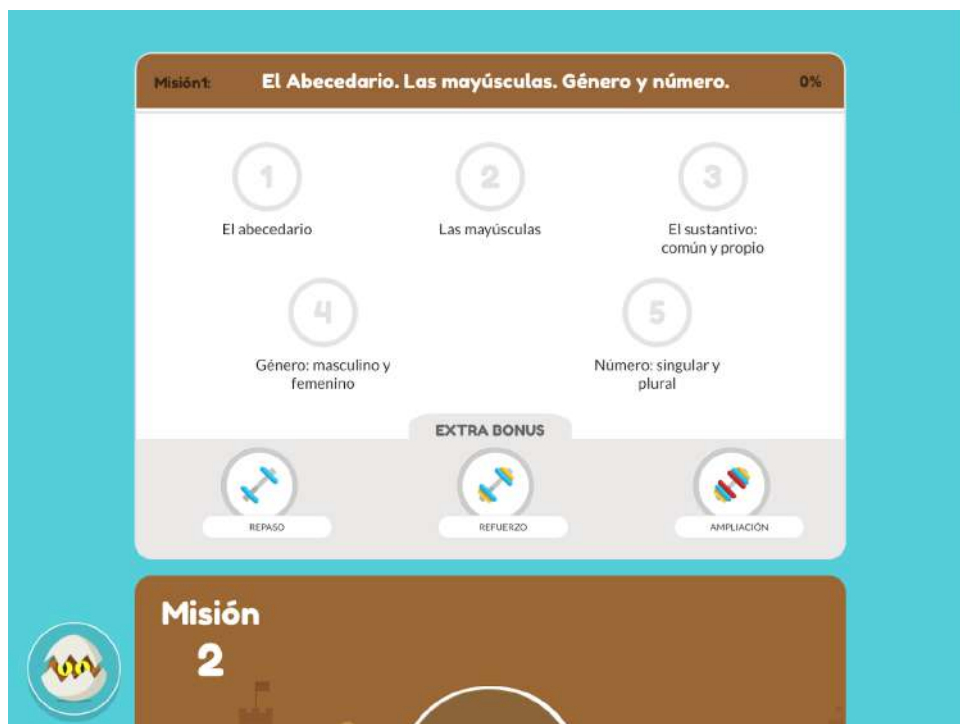 Misión1: El Abecedario. Las mayúsculas. Género y número. 0%
1 2 3
El abecedario Las mayúsculas El sustantivo:
común y propio
4 5
Género: masculino y Número: singular y
femenino plural
EXTRA BONUS
REPASO REFUERZO AMPLIACIÓN
Misión
2